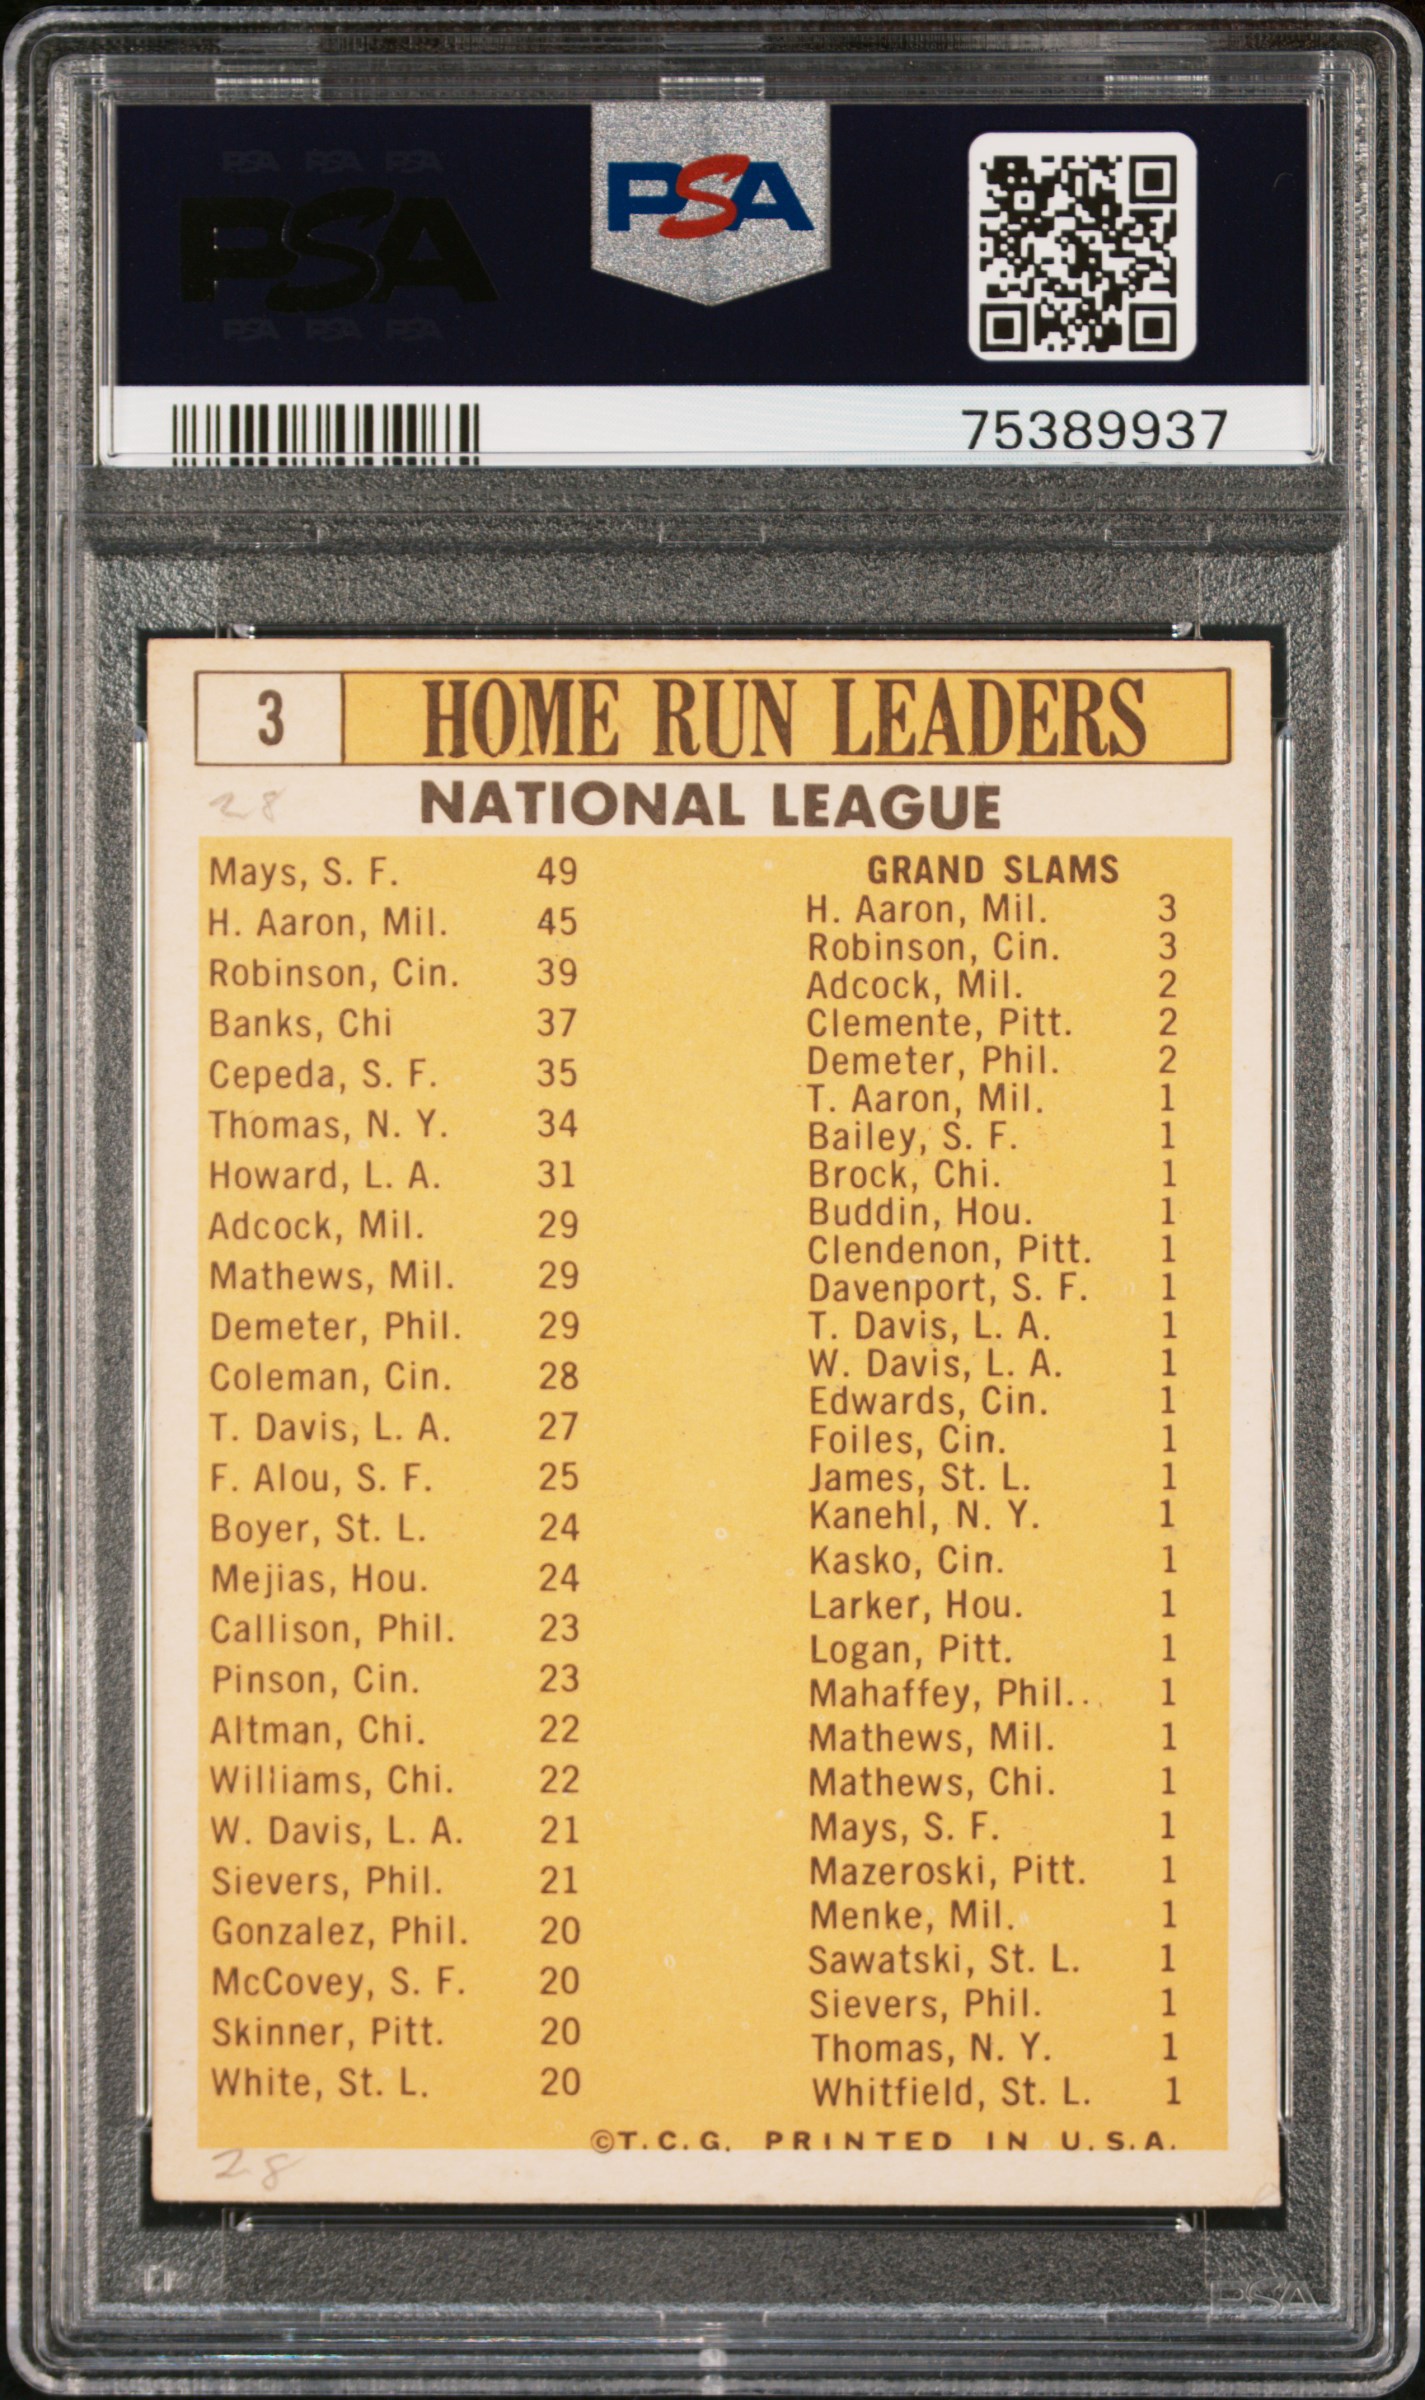 PSA PSA PSA
PSA
PSA PSA PSA
PSA
75389937
3
HOME RUN LEADERS
28
NATIONAL LEAGUE
Mays, S. F. 49
H. Aaron, Mil. 45
Robinson, Cin. 39
Banks, Chi 37
Cepeda, S. F. 35
Thomas, N. Y. 34
Howard, L. A. 31
Adcock, Mil. 29
Mathews, Mil. 29
Demeter, Phil. 29
Coleman, Cin. 28
T. Davis, L. A. 27
F. Alou, S. F. 25
Boyer, St. L. 24
Mejias, Hou. 24
Callison, Phil. 23
Pinson, Cin. 23
Altman, Chi. 22
Williams, Chi. 22
W. Davis, L. A. 21
Sievers, Phil. 21
Gonzalez, Phil. 20
McCovey, S. F. 20
Skinner, Pitt. 20
White, St. L. 20
GRAND SLAMS
H. Aaron, Mil. 3
Robinson, Cin. 3
Adcock, Mil. 2
Clemente, Pitt. 2
Demeter, Phil. 2
T. Aaron, Mil. 1
Bailey, S. F. 1
Brock, Chi. 1
Buddin, Hou. 1
Clendenon, Pitt. 1
Davenport, S. F. 1
T. Davis, L. A. 1
W. Davis, L. A. 1
Edwards, Cin. 1
Foiles, Cin. 1
James, St. L. 1
Kanehl, N. Y. 1
Kasko, Cin. 1
Larker, Hou. 1
Logan, Pitt. 1
Mahaffey, Phil.. 1
Mathews, Mil. 1
Mathews, Chi. 1
Mays, S. F. 1
Mazeroski, Pitt. 1
Menke, Mil. 1
Sawatski, St. L. 1
Sievers, Phil. 1
Thomas, N. Y. 1
Whitfield, St. L. 1
©T.C.G. PRINTED IN U.S.A.
28
PSA